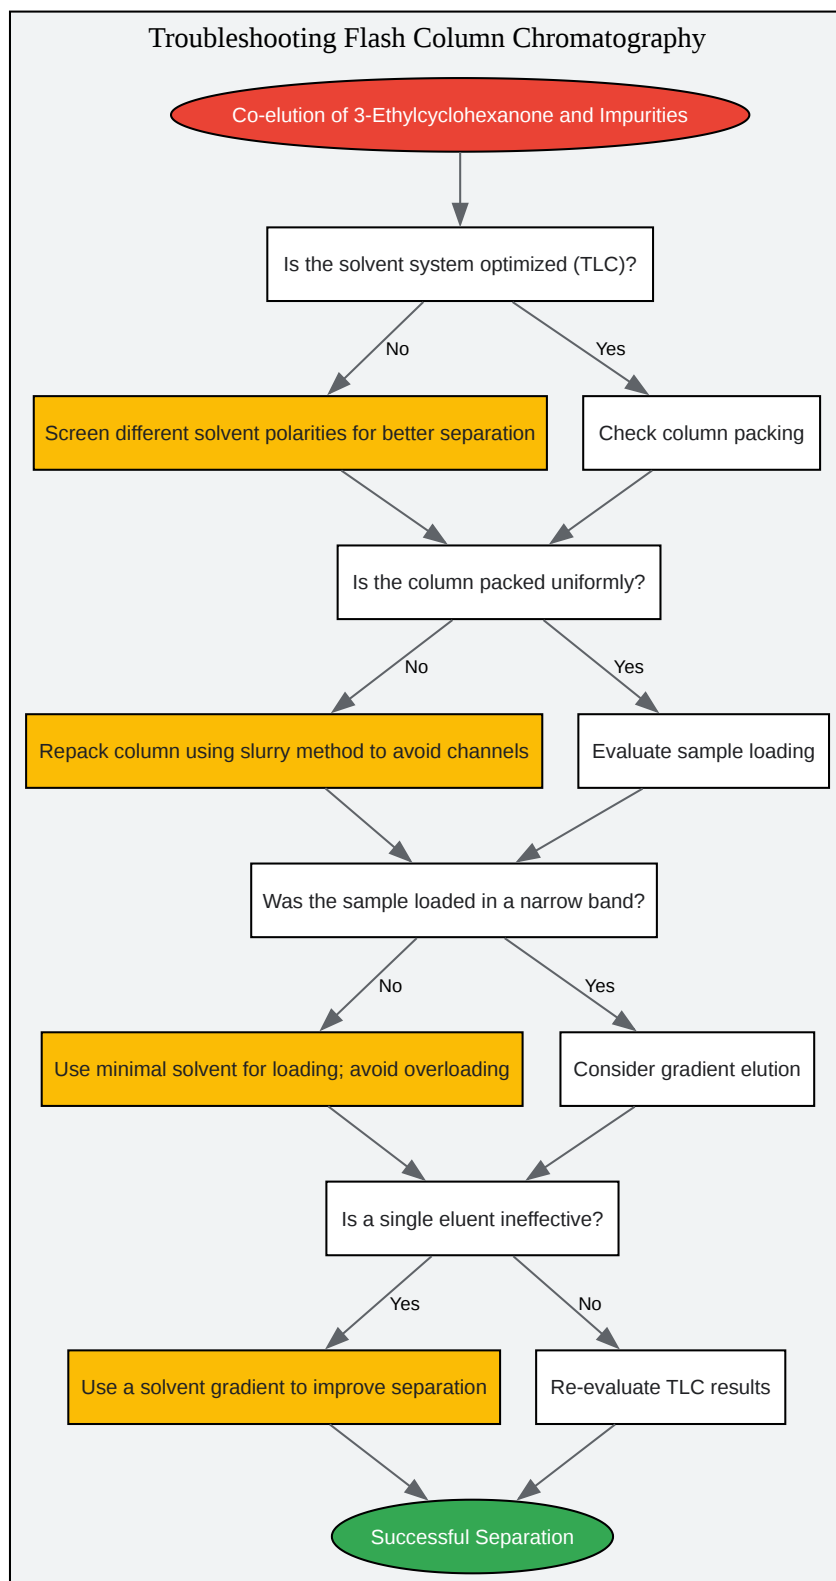 Troubleshooting Flash Column Chromatography
Co-elution of 3-Ethylcyclohexanone and Impurities
Is the solvent system optimized (TLC)?
No
Yes
Screen different solvent polarities for better separation
Check column packing
Is the column packed uniformly?
No
Yes
Repack column using slurry method to avoid channels
Evaluate sample loading
Was the sample loaded in a narrow band?
No
Yes
Use minimal solvent for loading; avoid overloading
Consider gradient elution
Is a single eluent ineffective?
Yes
No
Use a solvent gradient to improve separation
Re-evaluate TLC results
Successful Separation